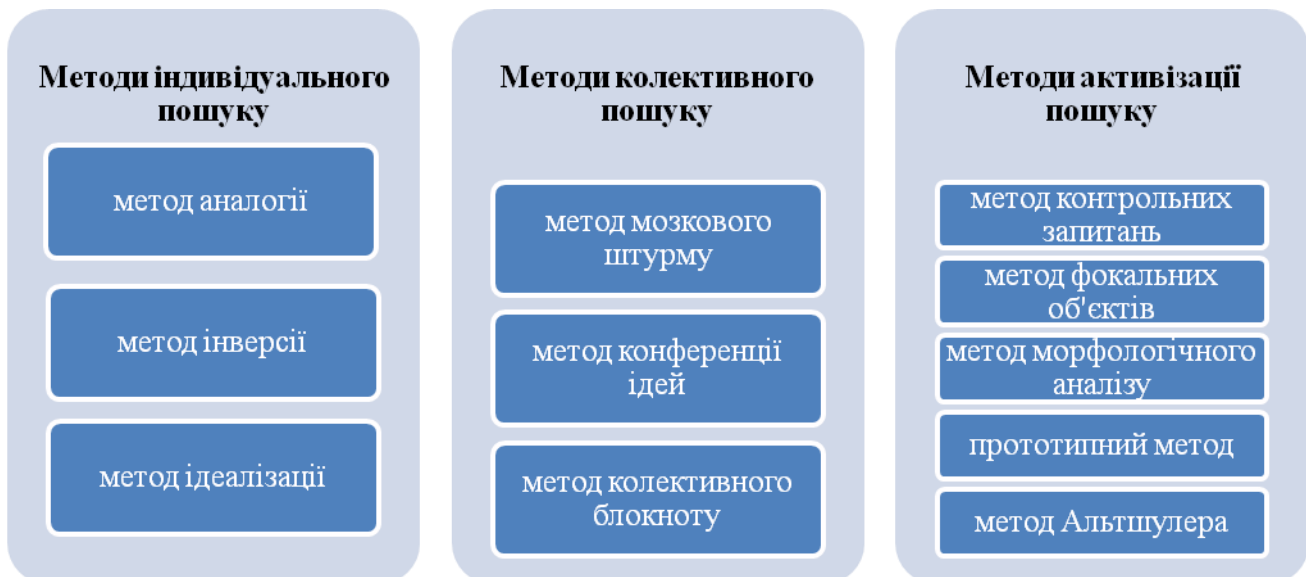 Методи індивідуального
пошуку
метод аналогії
метод інверсії
метод ідеалізації
Методи колективного
пошуку
метод мозкового
штурму
метод конференції
ідей
метод колективного
блокноту
Методи активізації
пошуку
метод контрольних
запитань
метод фокальних
об'єктів
метод морфологічного
аналізу
прототипний метод
метод Альтшулера